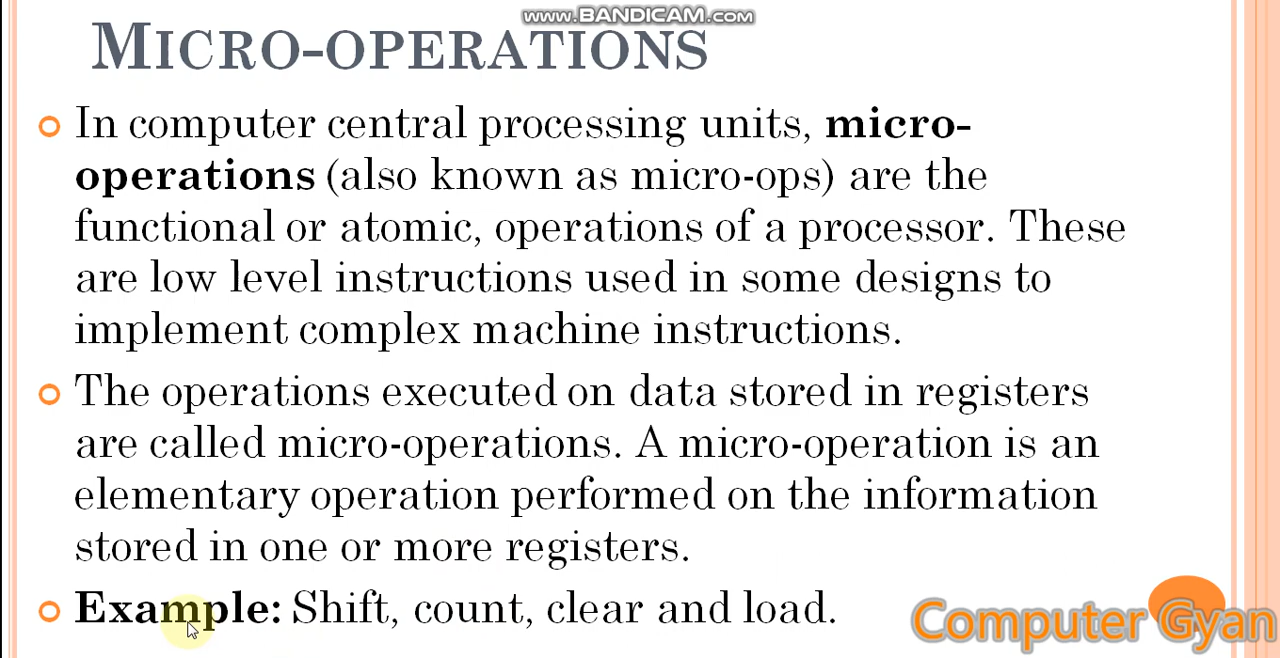 www.BANDICAM.com
MICRO-OPERATIONS
In computer central processing units, micro-
operations (also known as micro-ops) are the
functional or atomic, operations of a processor. These
are low level instructions used in some designs to
implement complex machine instructions.
The operations executed on data stored in registers
are called micro-operations. A micro-operation is an
elementary operation performed on the information
stored in one or more registers.
Example: Shift, count, clear and load.
Computer Gyan